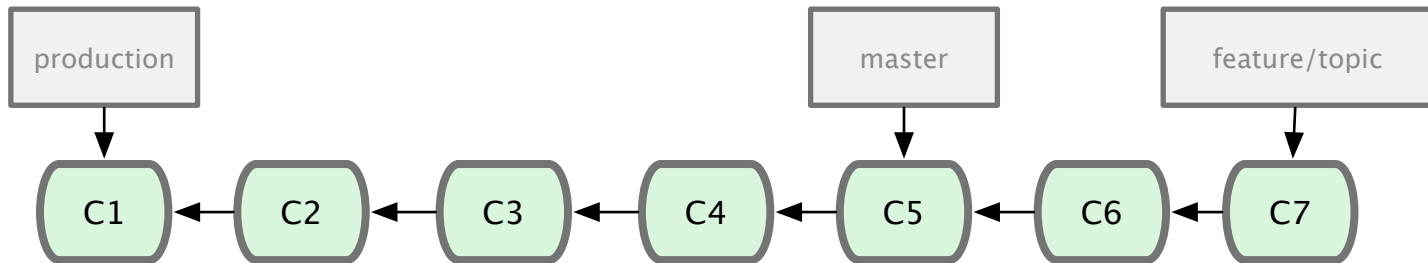 production
master
feature/topic
C1
C2
C3
C4
C5
C6
C7